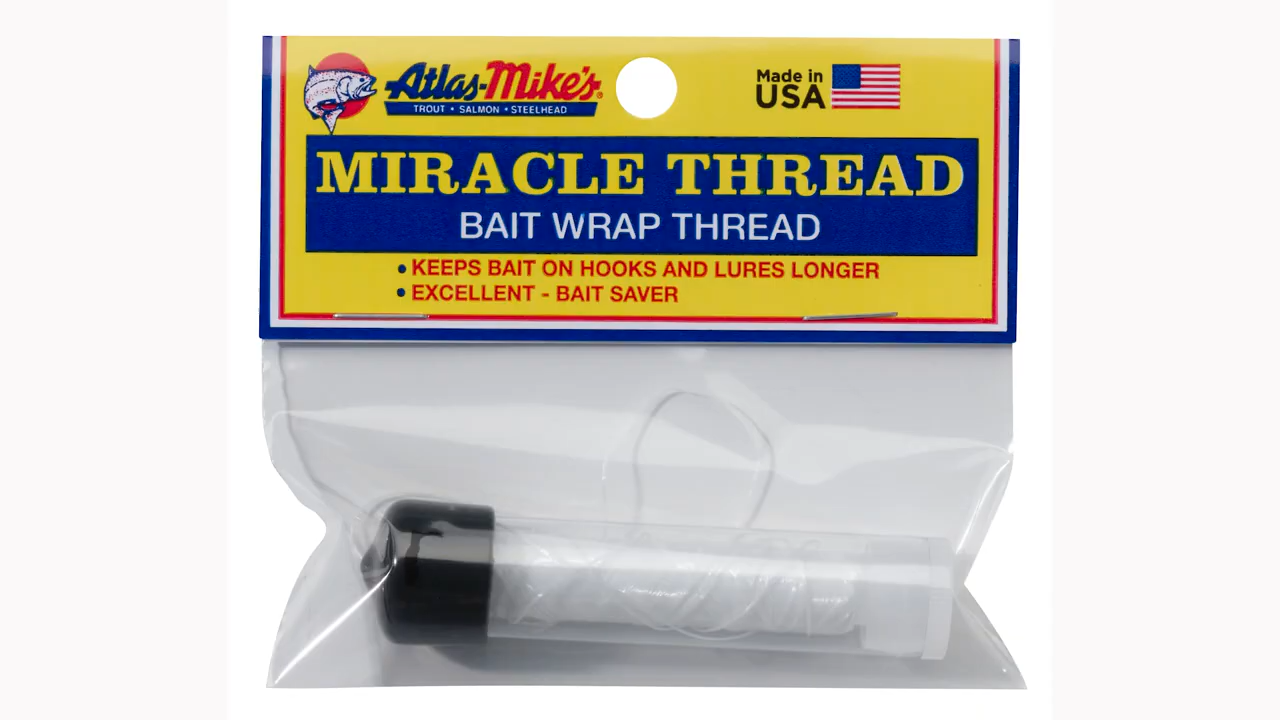 Atlas-Mike's®
TROUT • SALMON • STEELHEAD
Made in
USA
MIRACLE THREAD
BAIT WRAP THREAD
• KEEPS BAIT ON HOOKS AND LURES LONGER
• EXCELLENT - BAIT SAVER